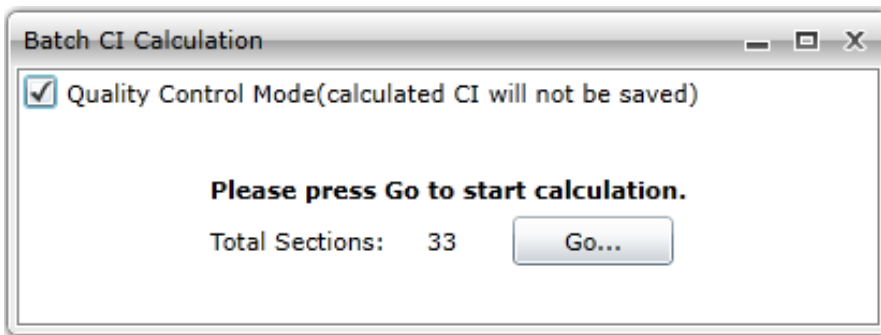 Batch CI Calculation
Quality Control Mode(calculated CI will not be saved)
Please press Go to start calculation.
Total Sections: 33 Go...